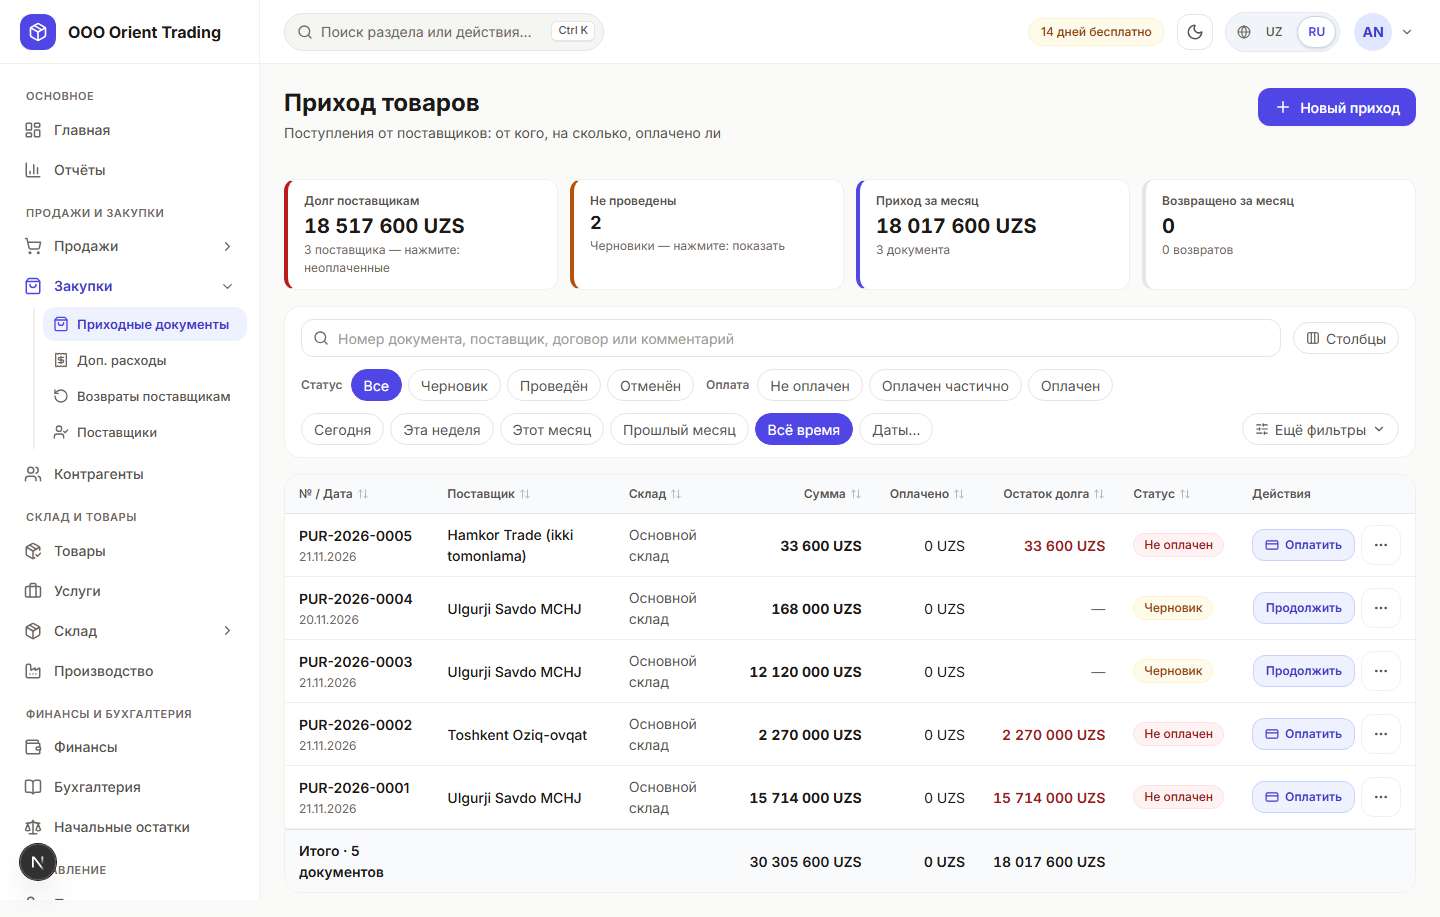 OOO Orient Trading
Поиск раздела или действия...
Ctrl K
14 дней бесплатно
UZ
RU
AN
ОСНОВНОЕ
Главная
Отчёты
ПРОДАЖИ И ЗАКУПКИ
Продажи
Закупки
Приходные документы
Доп. расходы
Возвраты поставщикам
Поставщики
Контрагенты
СКЛАД И ТОВАРЫ
Товары
Услуги
Склад
Производство
ФИНАНСЫ И БУХГАЛТЕРИЯ
Финансы
Бухгалтерия
Начальные остатки
N
АВЛЕНИЕ
Приход товаров
Поступления от поставщиков: от кого, на сколько, оплачено ли
Новый приход
Долг поставщикам
18 517 600 UZS
3 поставщика — нажмите:
неоплаченные
Не проведены
2
Черновики — нажмите: показать
Приход за месяц
18 017 600 UZS
3 документа
Возвращено за месяц
0
0 возвратов
Номер документа, поставщик, договор или комментарий
Столбцы
Статус Все Черновик Проведён Отменён Оплата Не оплачен Оплачен частично Оплачен
Сегодня Эта неделя Этот месяц Прошлый месяц Всё время Даты... Ещё фильтры
№ / Дата Поставщик Склад Сумма Оплачено Остаток долга Статус Действия
PUR-2026-0005
21.11.2026
Hamkor Trade (ikki
tomonlama)
Основной
склад
33 600 UZS 0 UZS 33 600 UZS Не оплачен Оплатить
PUR-2026-0004
20.11.2026
Ulgurji Savdo MCHJ
Основной
склад
168 000 UZS 0 UZS — Черновик Продолжить
PUR-2026-0003
21.11.2026
Ulgurji Savdo MCHJ
Основной
склад
12 120 000 UZS 0 UZS — Черновик Продолжить
PUR-2026-0002
21.11.2026
Toshkent Oziq-ovqat
Основной
склад
2 270 000 UZS 0 UZS 2 270 000 UZS Не оплачен Оплатить
PUR-2026-0001
21.11.2026
Ulgurji Savdo MCHJ
Основной
склад
15 714 000 UZS 0 UZS 15 714 000 UZS Не оплачен Оплатить
Итого · 5
документов
30 305 600 UZS 0 UZS 18 017 600 UZS